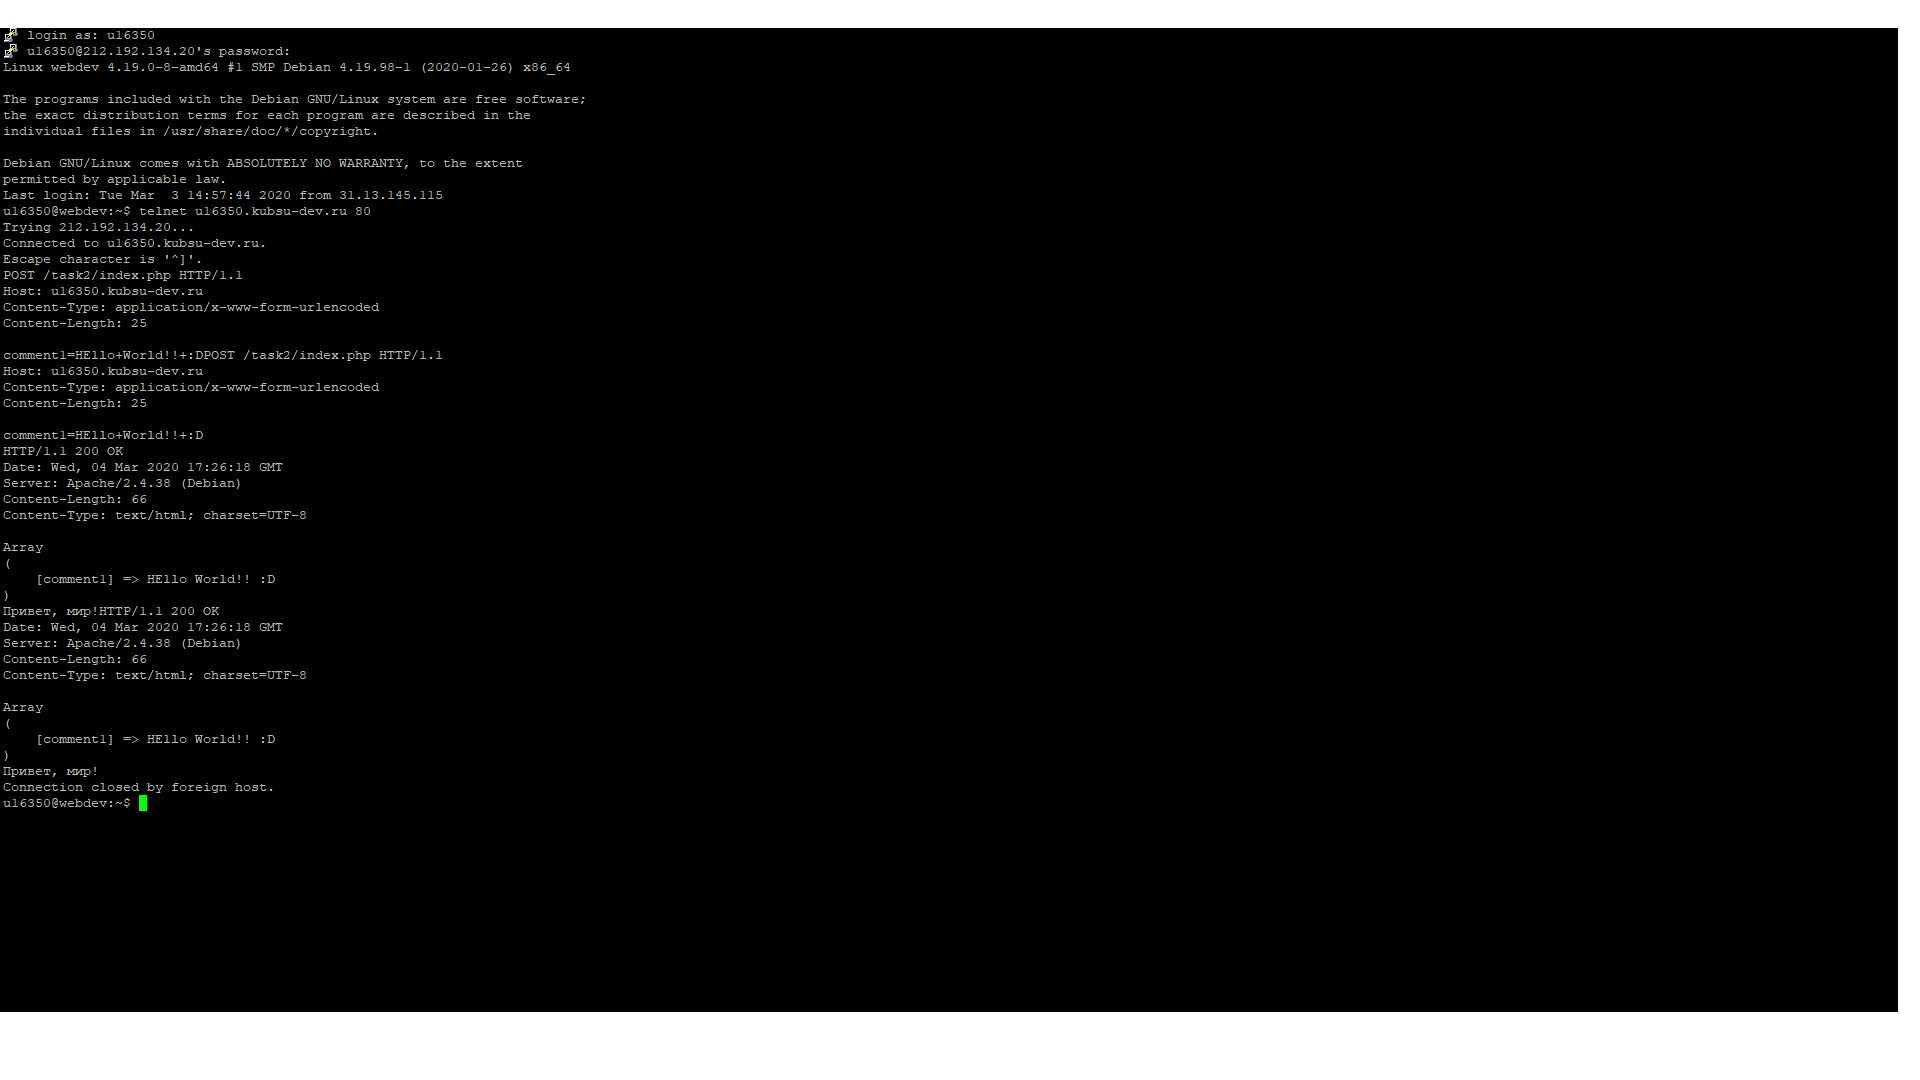 login as: u16350
u16350@212.192.134.20's password:
Linux webdev 4.19.0-8-amd64 #1 SMP Debian 4.19.98-1 (2020-01-26) x86_64
The programs included with the Debian GNU/Linux system are free software;
the exact distribution terms for each program are described in the
individual files in /usr/share/doc/*/copyright.
Debian GNU/Linux comes with ABSOLUTELY NO WARRANTY, to the extent
permitted by applicable law.
Last login: Tue Mar  3 14:57:44 2020 from 31.13.145.115
u16350@webdev:~$ telnet u16350.kubsu-dev.ru 80
Trying 212.192.134.20...
Connected to u16350.kubsu-dev.ru.
Escape character is '^]'.
POST /task2/index.php HTTP/1.1
Host: u16350.kubsu-dev.ru
Content-Type: application/x-www-form-urlencoded
Content-Length: 25
comment1=HEllo+World!!+:DPOST /task2/index.php HTTP/1.1
Host: u16350.kubsu-dev.ru
Content-Type: application/x-www-form-urlencoded
Content-Length: 25
comment1=HEllo+World!!+:D
HTTP/1.1 200 OK
Date: Wed, 04 Mar 2020 17:26:18 GMT
Server: Apache/2.4.38 (Debian)
Content-Length: 66
Content-Type: text/html; charset=UTF-8
Array
(
    [comment1] => HEllo World!! :D
)
Привет, мир!HTTP/1.1 200 OK
Date: Wed, 04 Mar 2020 17:26:18 GMT
Server: Apache/2.4.38 (Debian)
Content-Length: 66
Content-Type: text/html; charset=UTF-8
Array
(
    [comment1] => HEllo World!! :D
)
Привет, мир!
Connection closed by foreign host.
u16350@webdev:~$